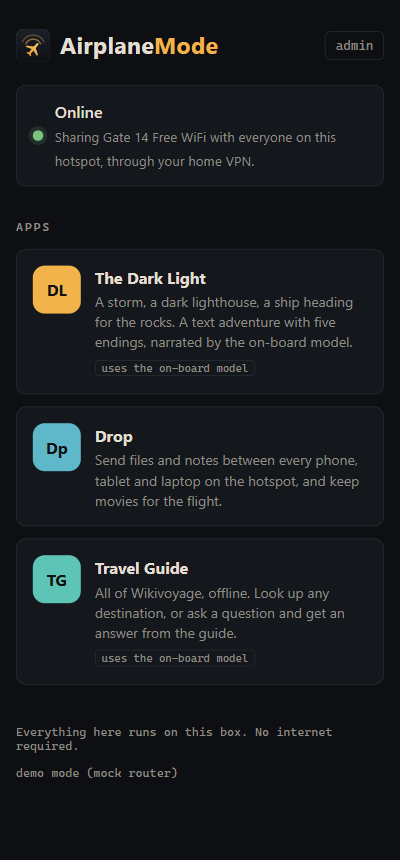 AirplaneMode
admin
Online
Sharing Gate 14 Free WiFi with everyone on this
hotspot, through your home VPN.
APPS
DL
The Dark Light
A storm, a dark lighthouse, a ship heading
for the rocks. A text adventure with five
endings, narrated by the on-board model.
uses the on-board model
Dp
Drop
Send files and notes between every phone,
tablet and laptop on the hotspot, and keep
movies for the flight.
TG
Travel Guide
All of Wikivoyage, offline. Look up any
destination, or ask a question and get an
answer from the guide.
uses the on-board model
Everything here runs on this box. No internet
required.
demo mode (mock router)